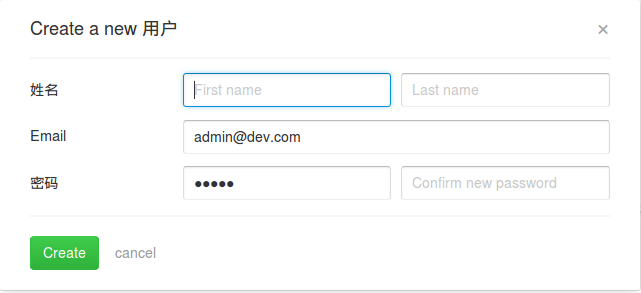 Create a new 用户 ×
姓名 First name Last name
Email admin@dev.com
密码 ●●●●● Confirm new password
Create cancel